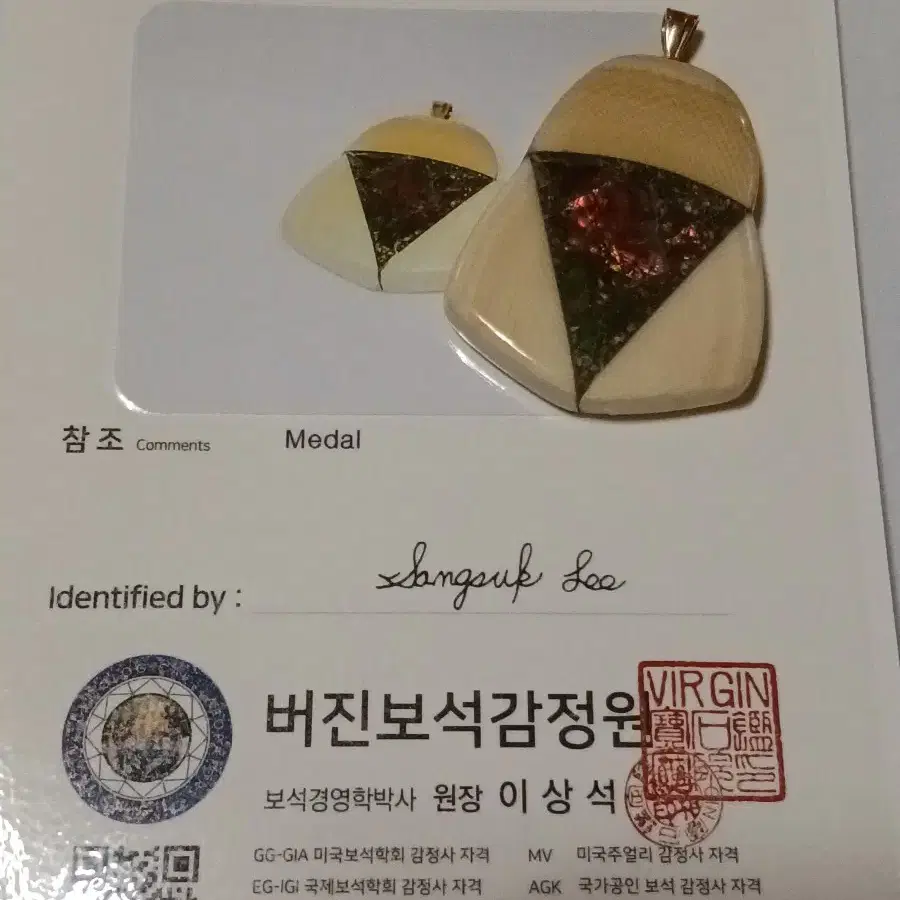 참 조 Comments Medal
Identified by : Sangsuk Lee
버진보석감정원
VIRGIN
보석경영학박사 원장 이 상 석
GG-GIA 미국보석학회 감정사 자격 MV 미국주얼리 감정사 자격
EG-IGI 국제보석학회 감정사 자격 AGK 국가공인 보석 감정사 자격